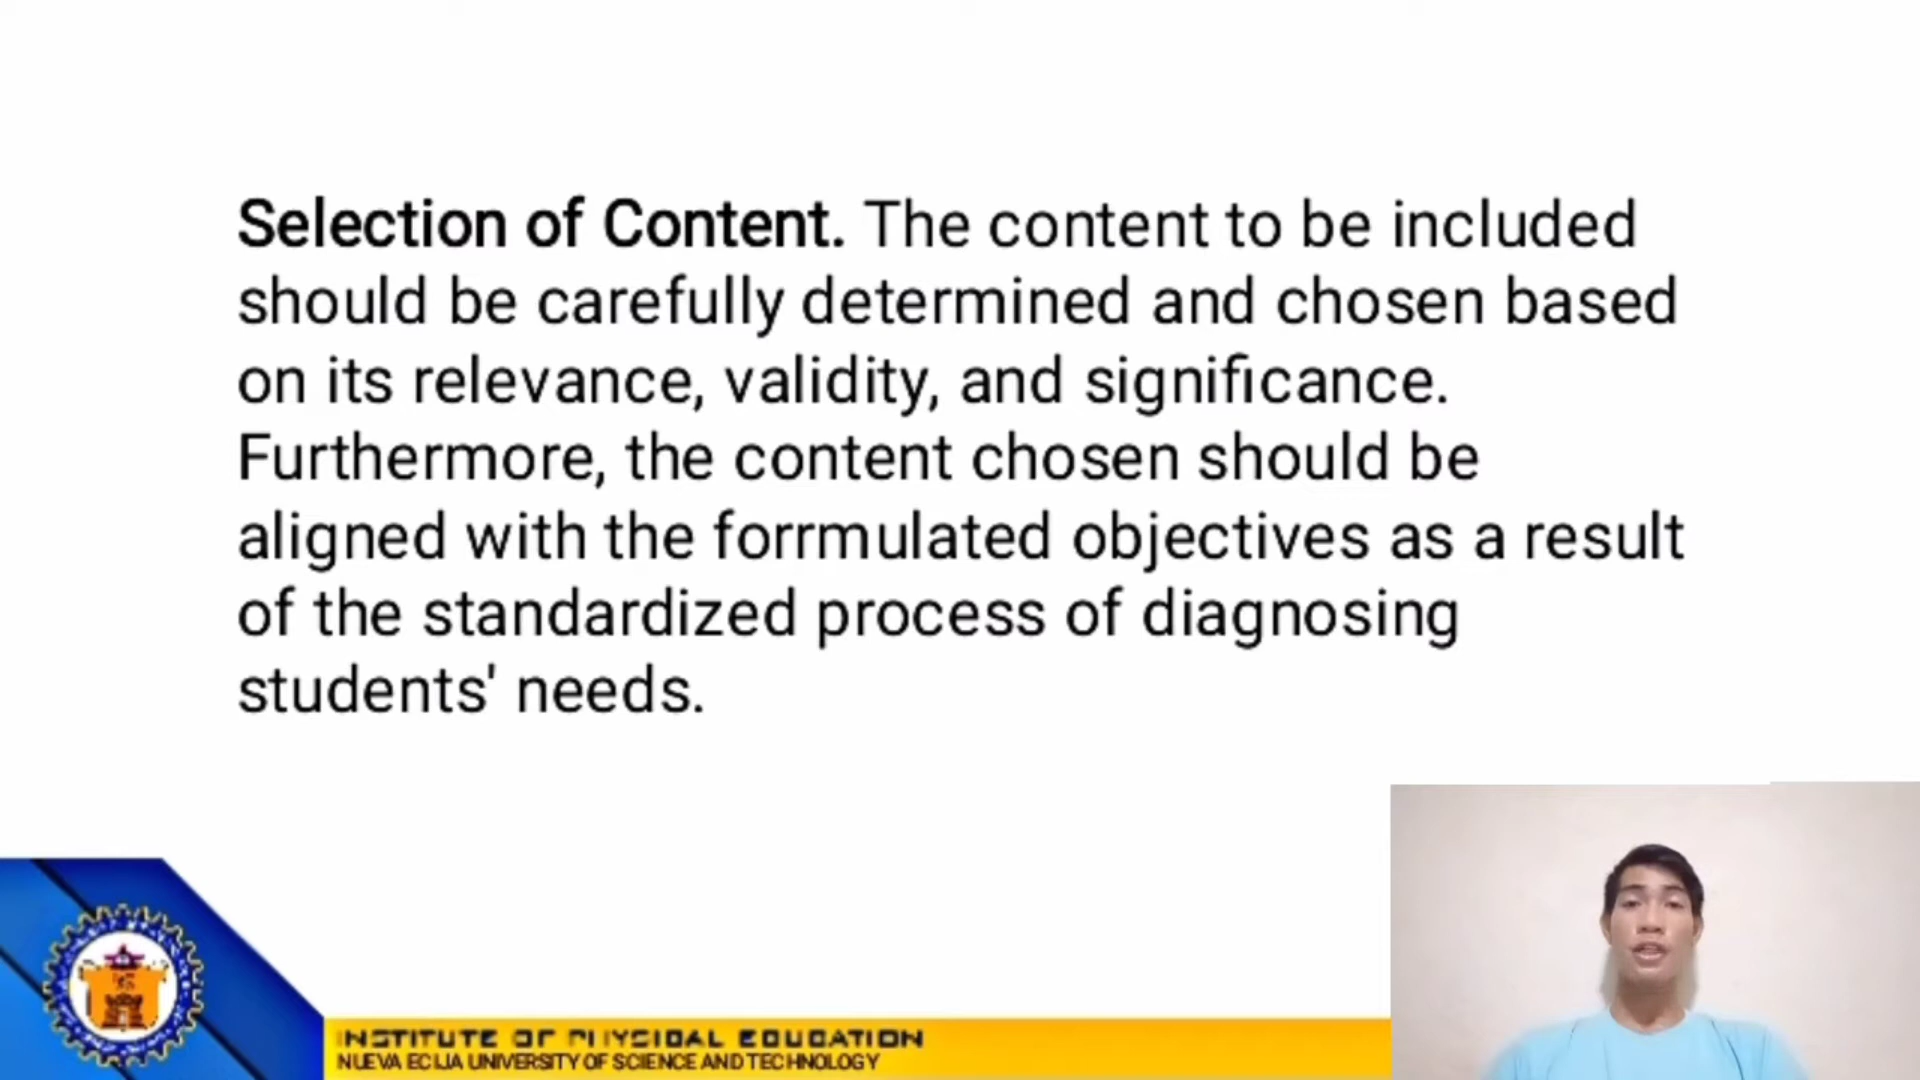 Selection of Content. The content to be included
should be carefully determined and chosen based
on its relevance, validity, and significance.
Furthermore, the content chosen should be
aligned with the forrmulated objectives as a result
of the standardized process of diagnosing
students' needs.
INSTITUTE OF PHYSICAL EDUCATION
NUEVA ECIJA UNIVERSITY OF SCIENCE AND TECHNOLOGY